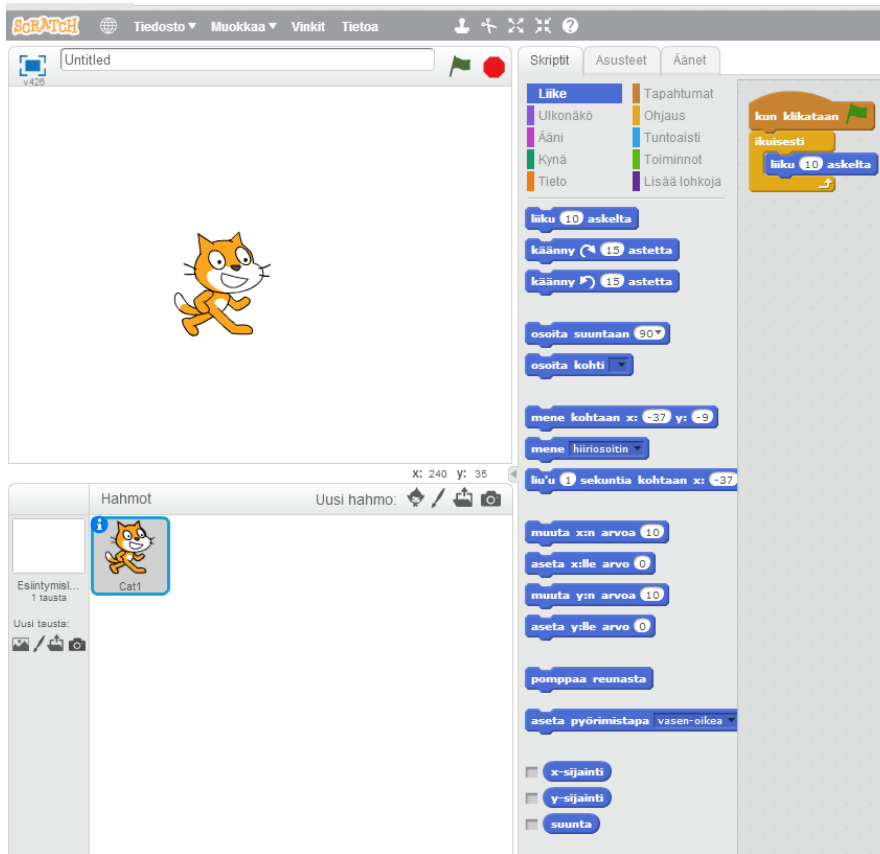 SCRATCH Tiedosto Muokkaa Vinkit Tietoa
Untitled
v426
x: 240 y: 35
Hahmot Uusi hahmo:
Esiintymisl...
1 tausta
Uusi tausta:
Cat1
Skriptit Asusteet Äänet
Liike Tapahtumat
Ulkonäkö Ohjaus
Ääni Tuntoaisti
Kynä Toiminnot
Tieto Lisää lohkoja
liiku 10 askelta
käänny 15 astetta
käänny 15 astetta
osoita suuntaan 90
osoita kohti
mene kohtaan x: -37 y: -9
mene hiiriosoitin
liu'u 1 sekuntia kohtaan x: -37
muuta x:n arvoa 10
aseta x:lle arvo 0
muuta y:n arvoa 10
aseta y:lle arvo 0
pomppaa reunasta
aseta pyörimistapa vasen-oikea
x-sijainti
y-sijainti
suunta
kun klikataan
ikuisesti
liiku 10 askelta